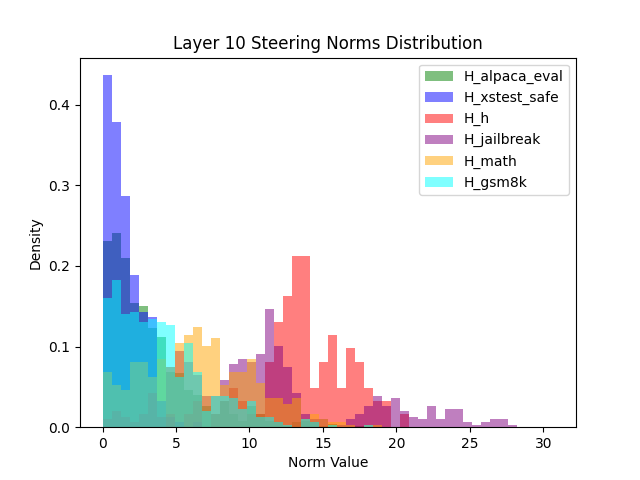 Layer 10 Steering Norms Distribution
H_alpaca_eval
H_xstest_safe
H_h
H_jailbreak
H_math
H_gsm8k
Density
0.4
0.3
0.2
0.1
0.0
0
5
10
15
20
25
30
Norm Value